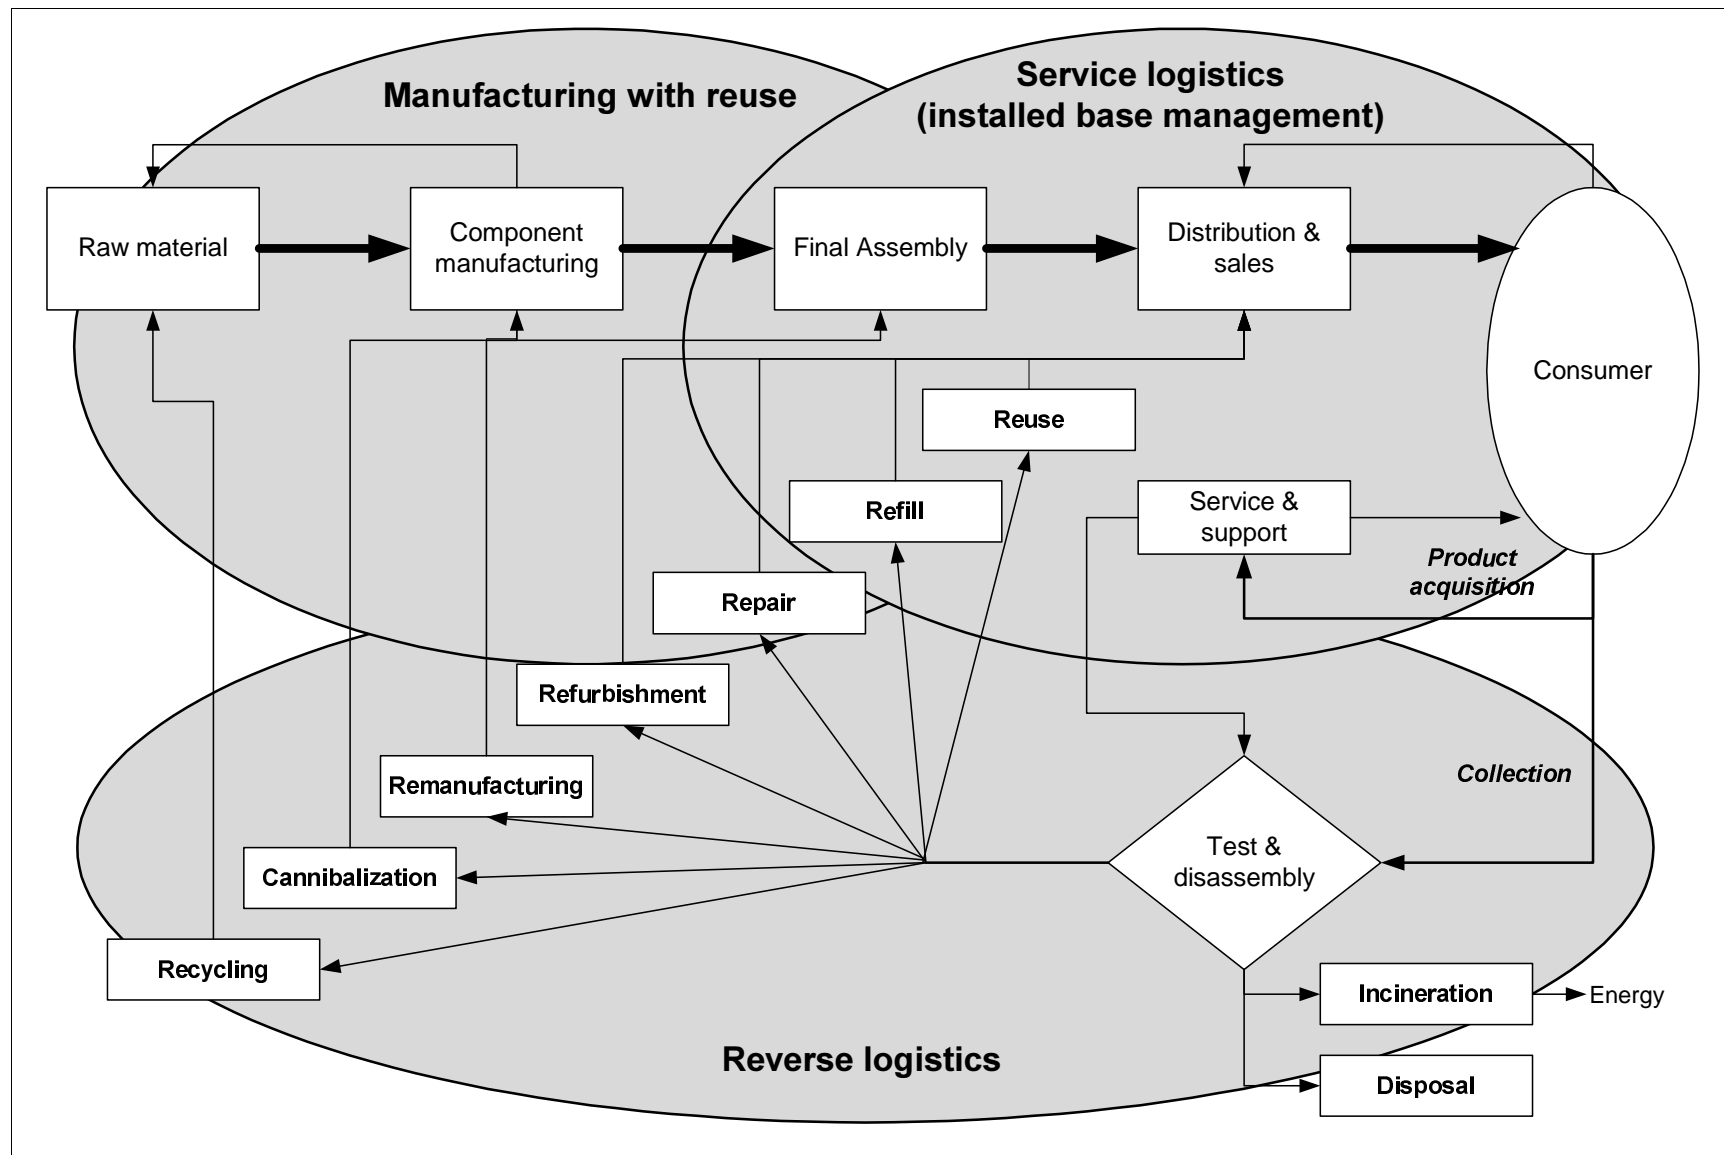 Manufacturing with reuse
Service logistics
(installed base management)
Raw material
Component
manufacturing
Final Assembly
Distribution &
sales
Consumer
Reuse
Refill
Service &
support
Product
acquisition
Repair
Refurbishment
Remanufacturing
Collection
Cannibalization
Test &
disassembly
Recycling
Incineration
Energy
Reverse logistics
Disposal